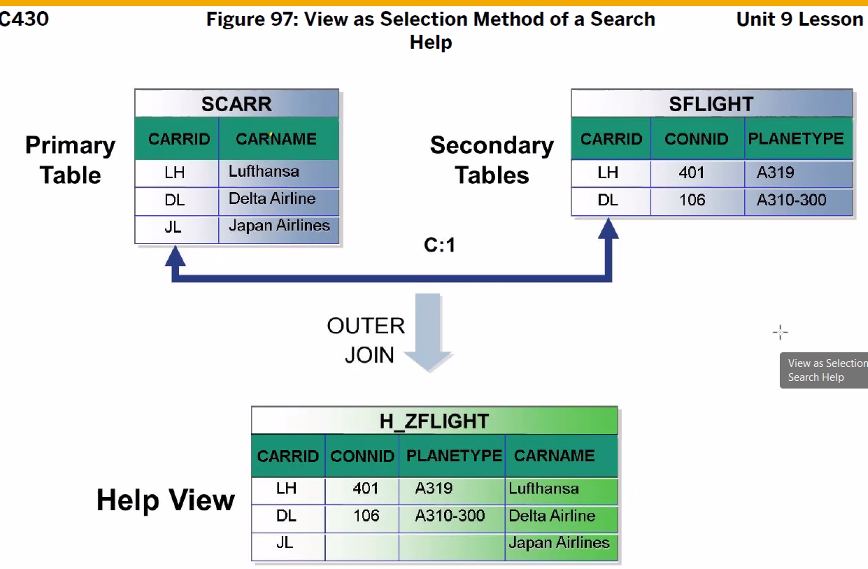 C430
Figure 97: View as Selection Method of a Search
Help
Unit 9 Lesson
Primary
Table
SCARR
CARRID CARNAME
LH Lufthansa
DL Delta Airline
JL Japan Airlines
Secondary
Tables
SFLIGHT
CARRID CONNID PLANETYPE
LH 401 A319
DL 106 A310-300
C:1
OUTER
JOIN
View as Selection
Search Help
Help View
H_ZFLIGHT
CARRID CONNID PLANETYPE CARNAME
LH 401 A319 Lufthansa
DL 106 A310-300 Delta Airline
JL Japan Airlines